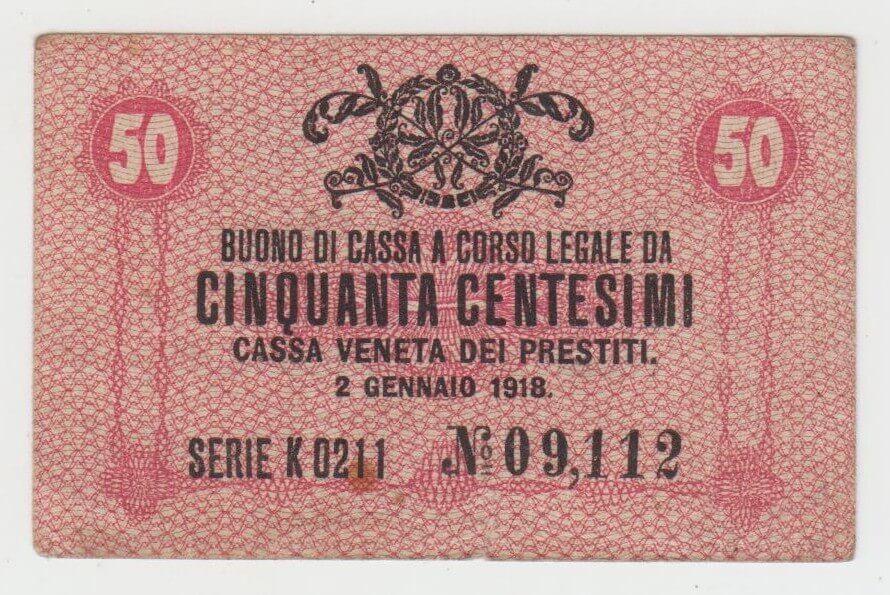 50 50
BUONO DI CASSA A CORSO LEGALE DA
CINQUANTA CENTESIMI
CASSA VENETA DEI PRESTITI.
2 GENNAIO 1918.
SERIE K 0211 No 09,112